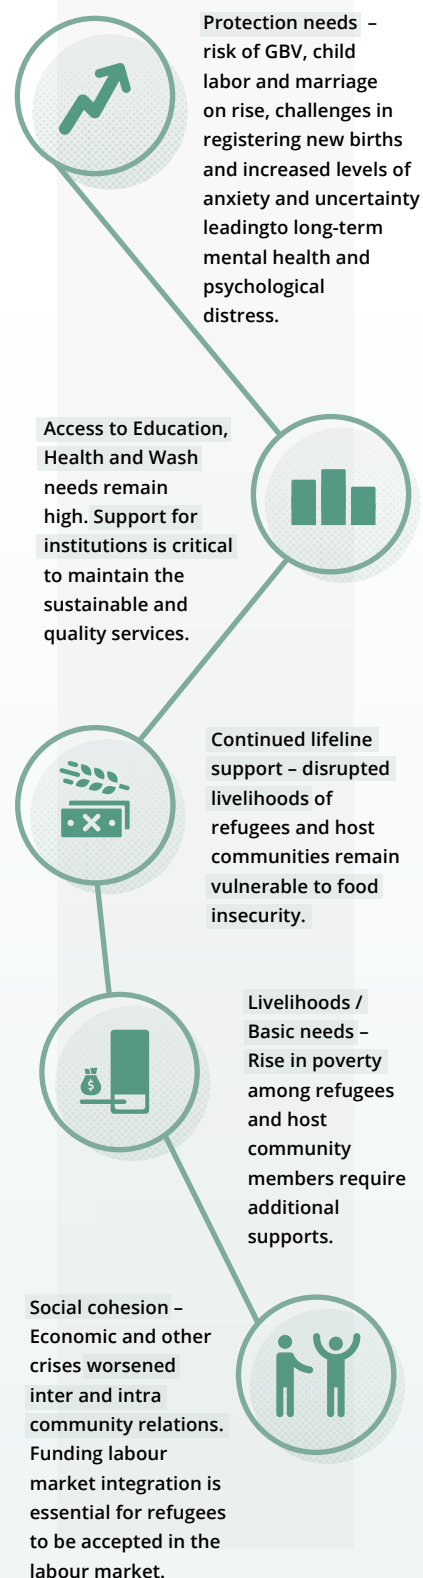 Protection needs –
risk of GBV, child
labor and marriage
on rise, challenges in
registering new births
and increased levels of
anxiety and uncertainty
leadingto long-term
mental health and
psychological
distress.
Access to Education,
Health and Wash
needs remain
high. Support for
institutions is critical
to maintain the
sustainable and
quality services.
Continued lifeline
support – disrupted
livelihoods of
refugees and host
communities remain
vulnerable to food
insecurity.
$
Livelihoods /
Basic needs –
Rise in poverty
among refugees
and host
community
members require
additional
supports.
Social cohesion –
Economic and other
crises worsened
inter and intra
community relations.
Funding labour
market integration is
essential for refugees
to be accepted in the
labour market.